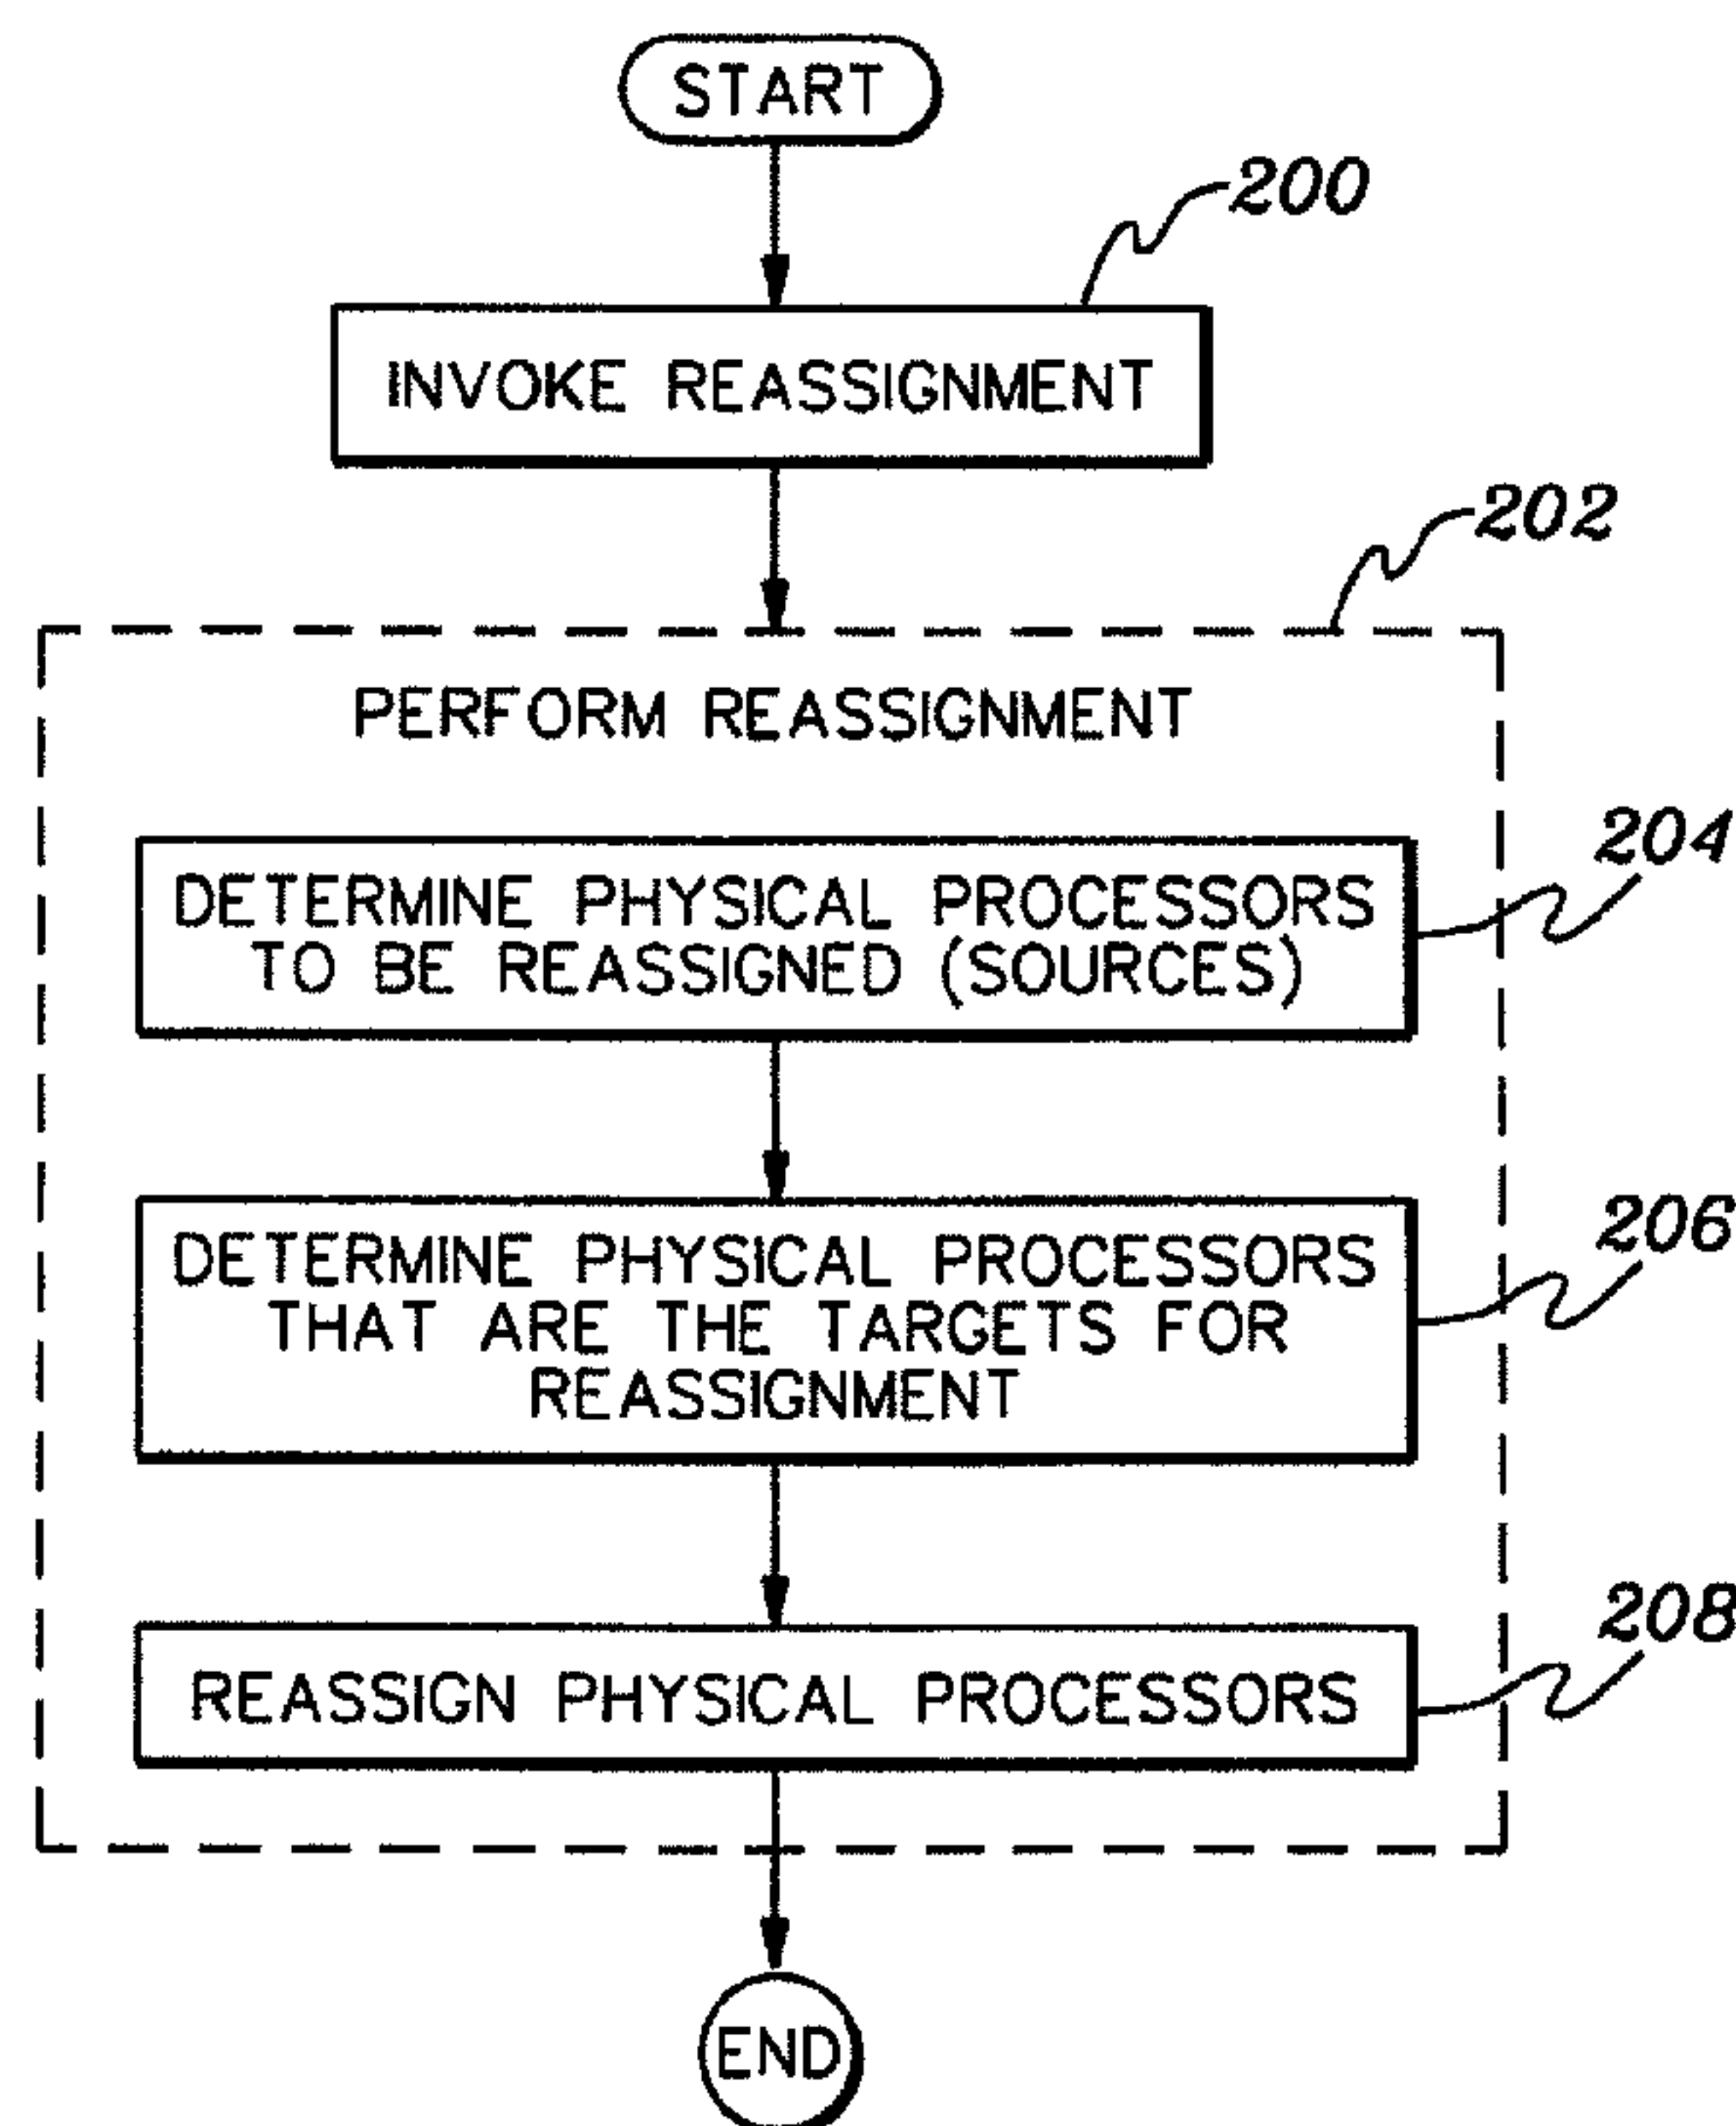 START
200
INVOKE REASSIGNMENT
202
PERFORM REASSIGNMENT
204
DETERMINE PHYSICAL PROCESSORS
TO BE REASSIGNED (SOURCES)
206
DETERMINE PHYSICAL PROCESSORS
THAT ARE THE TARGETS FOR
REASSIGNMENT
208
REASSIGN PHYSICAL PROCESSORS
END